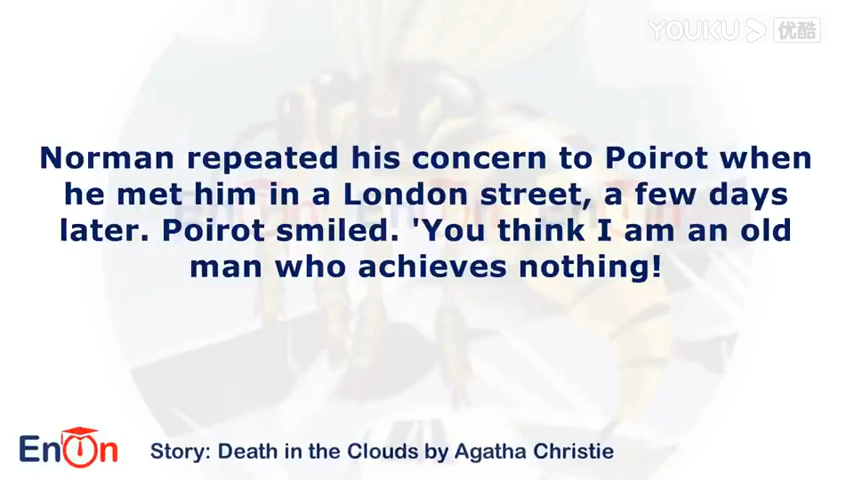 YOUKU 优酷
Norman repeated his concern to Poirot when
he met him in a London street, a few days
later. Poirot smiled. 'You think I am an old
man who achieves nothing!
EnOn
Story: Death in the Clouds by Agatha Christie